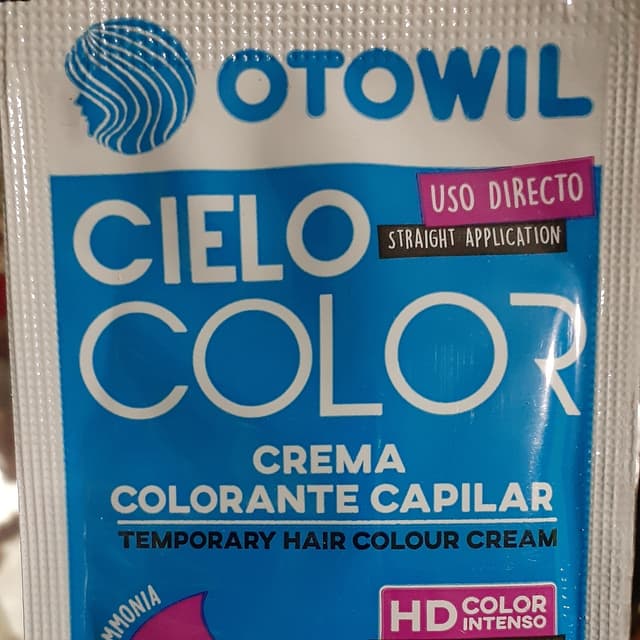 OTOWIL
USO DIRECTO
STRAIGHT APPLICATION
CIELO
COLOR
CREMA
COLORANTE CAPILAR
TEMPORARY HAIR COLOUR CREAM
HD COLOR
INTENSO